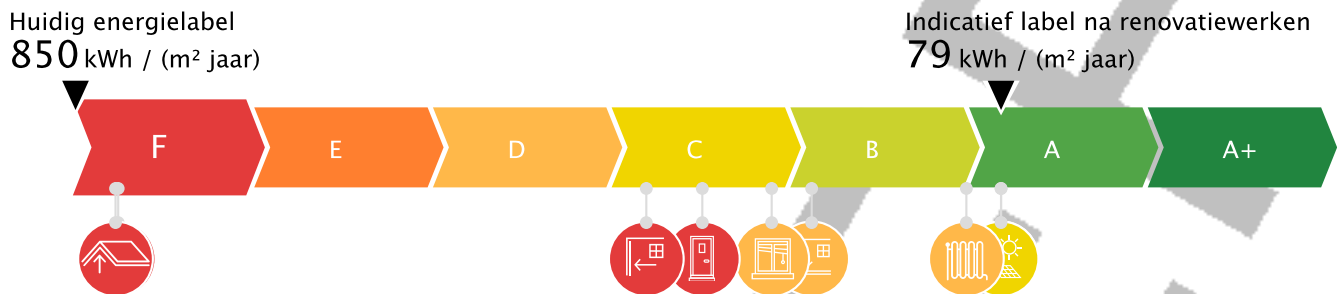 Huidig energielabel
850 kWh / (m² jaar)
Indicatief label na renovatiewerken
79 kWh / (m² jaar)
F E D C B A A+